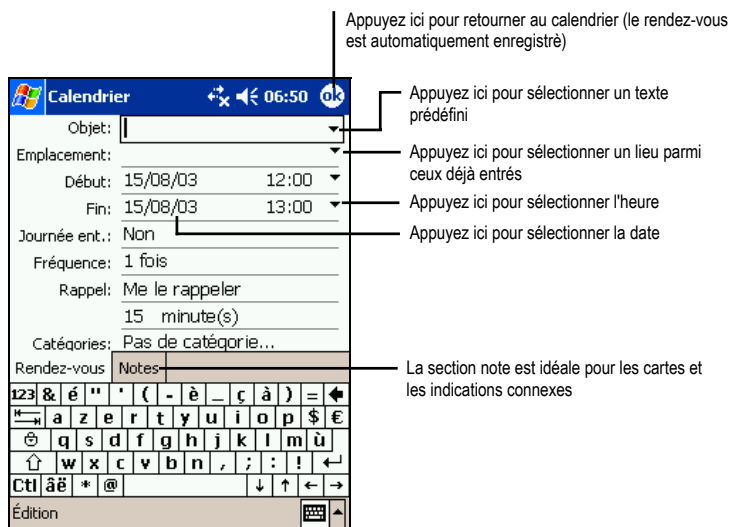 Appuyez ici pour retourner au calendrier (le rendez-vous
est automatiquement enregistrè)
Calendrier 06:50 ok
Appuyez ici pour sélectionner un texte
prédéfini
Objet:
Appuyez ici pour sélectionner un lieu parmi
ceux déjà entrés
Emplacement:
Début: 15/08/03 12:00
Appuyez ici pour sélectionner l'heure
Fin: 15/08/03 13:00
Appuyez ici pour sélectionner la date
Journée ent.: Non
Fréquence: 1 fois
Rappel: Me le rappeler
15 minute(s)
Catégories: Pas de catégorie...
Rendez-vous Notes
La section note est idéale pour les cartes et
les indications connexes
123 & é " ' ( - è _ ç à ) =
a z e r t y u i o p $ €
q s d f g h j k l m ù
w x c v b n , ; : !
Ctl âë * @ ↓ ↑ ← →
Édition